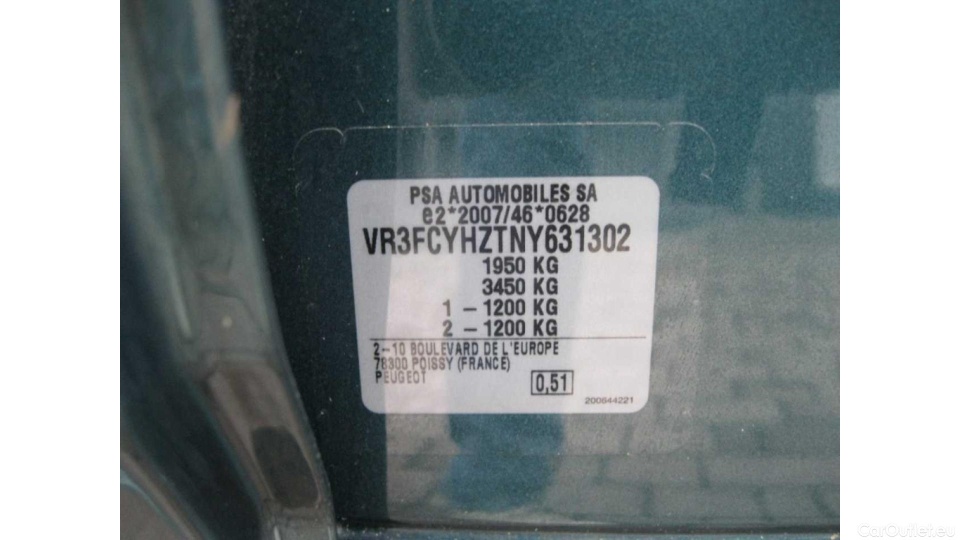 PSA AUTOMOBILES SA
e2*2007/46*0628
VR3FCYHZTNY631302
1950 KG
3450 KG
1 - 1200 KG
2 - 1200 KG
2-10 BOULEVARD DE L'EUROPE
78300 POISSY (FRANCE)
PEUGEOT
0,51
200844221
CarOutlet.eu